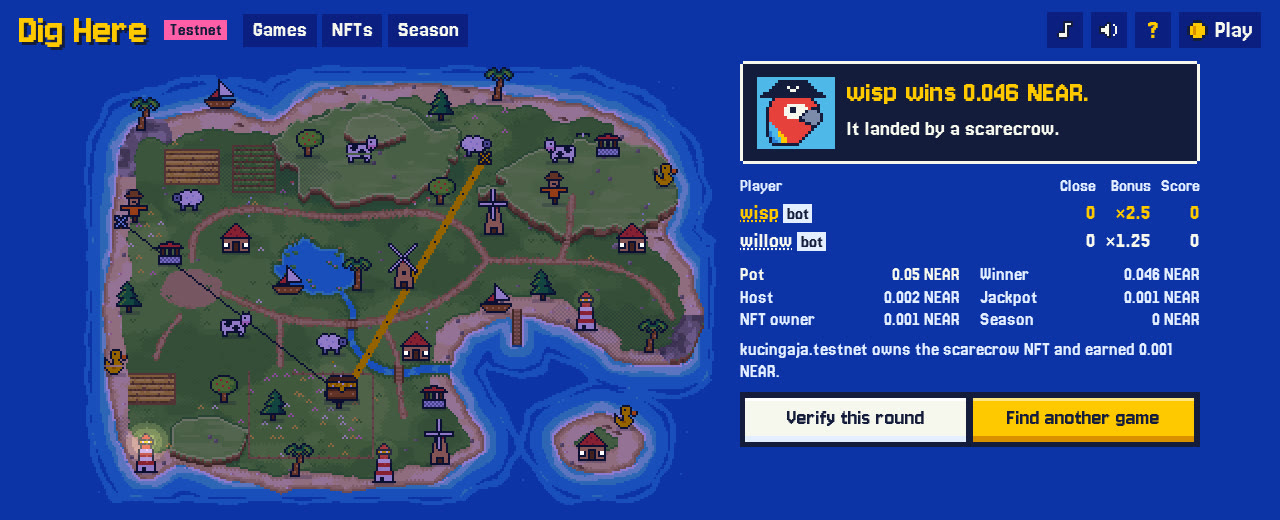 Dig Here Testnet Games NFTs Season ? Play
wisp wins 0.046 NEAR.
It landed by a scarecrow.
Player Close Bonus Score
wisp bot 0 ×2.5 0
willow bot 0 ×1.25 0
Pot 0.05 NEAR Winner 0.046 NEAR
Host 0.002 NEAR Jackpot 0.001 NEAR
NFT owner 0.001 NEAR Season 0 NEAR
kucingaja.testnet owns the scarecrow NFT and earned 0.001
NEAR.
Verify this round Find another game